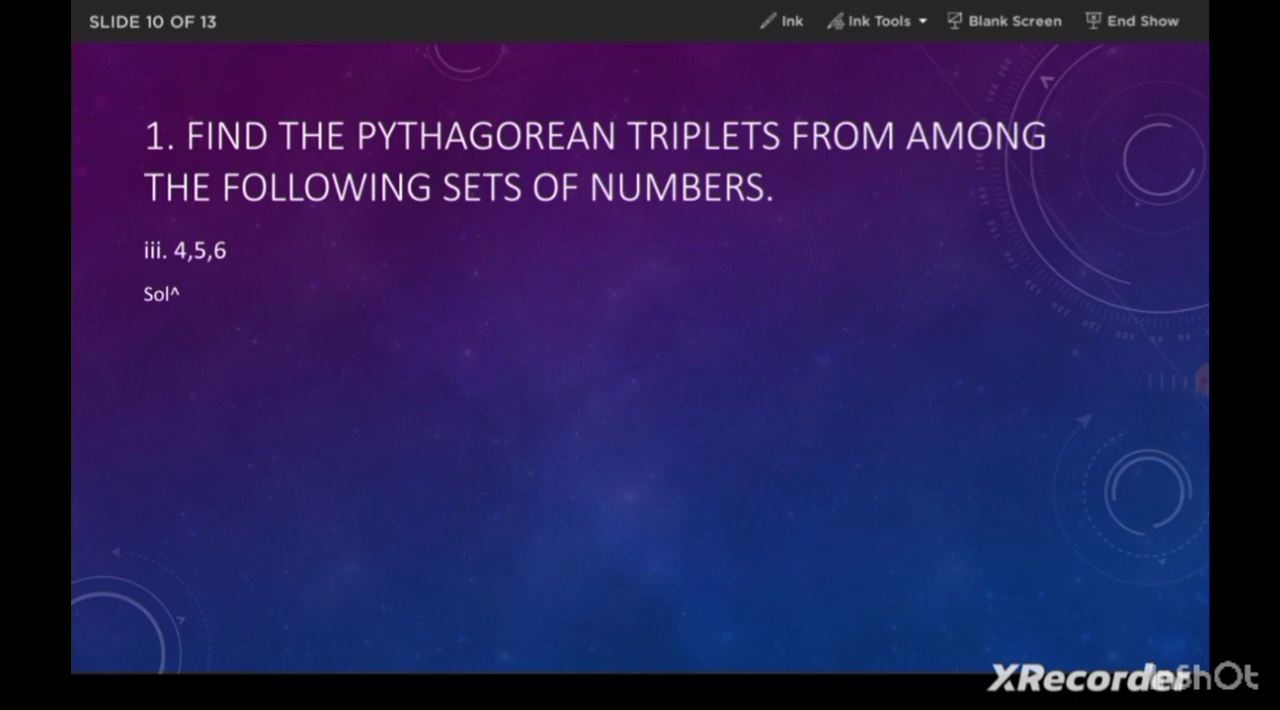 SLIDE 10 OF 13
Ink
Ink Tools
Blank Screen
End Show
1. FIND THE PYTHAGOREAN TRIPLETS FROM AMONG
THE FOLLOWING SETS OF NUMBERS.
iii. 4,5,6
Sol^
XRecorder